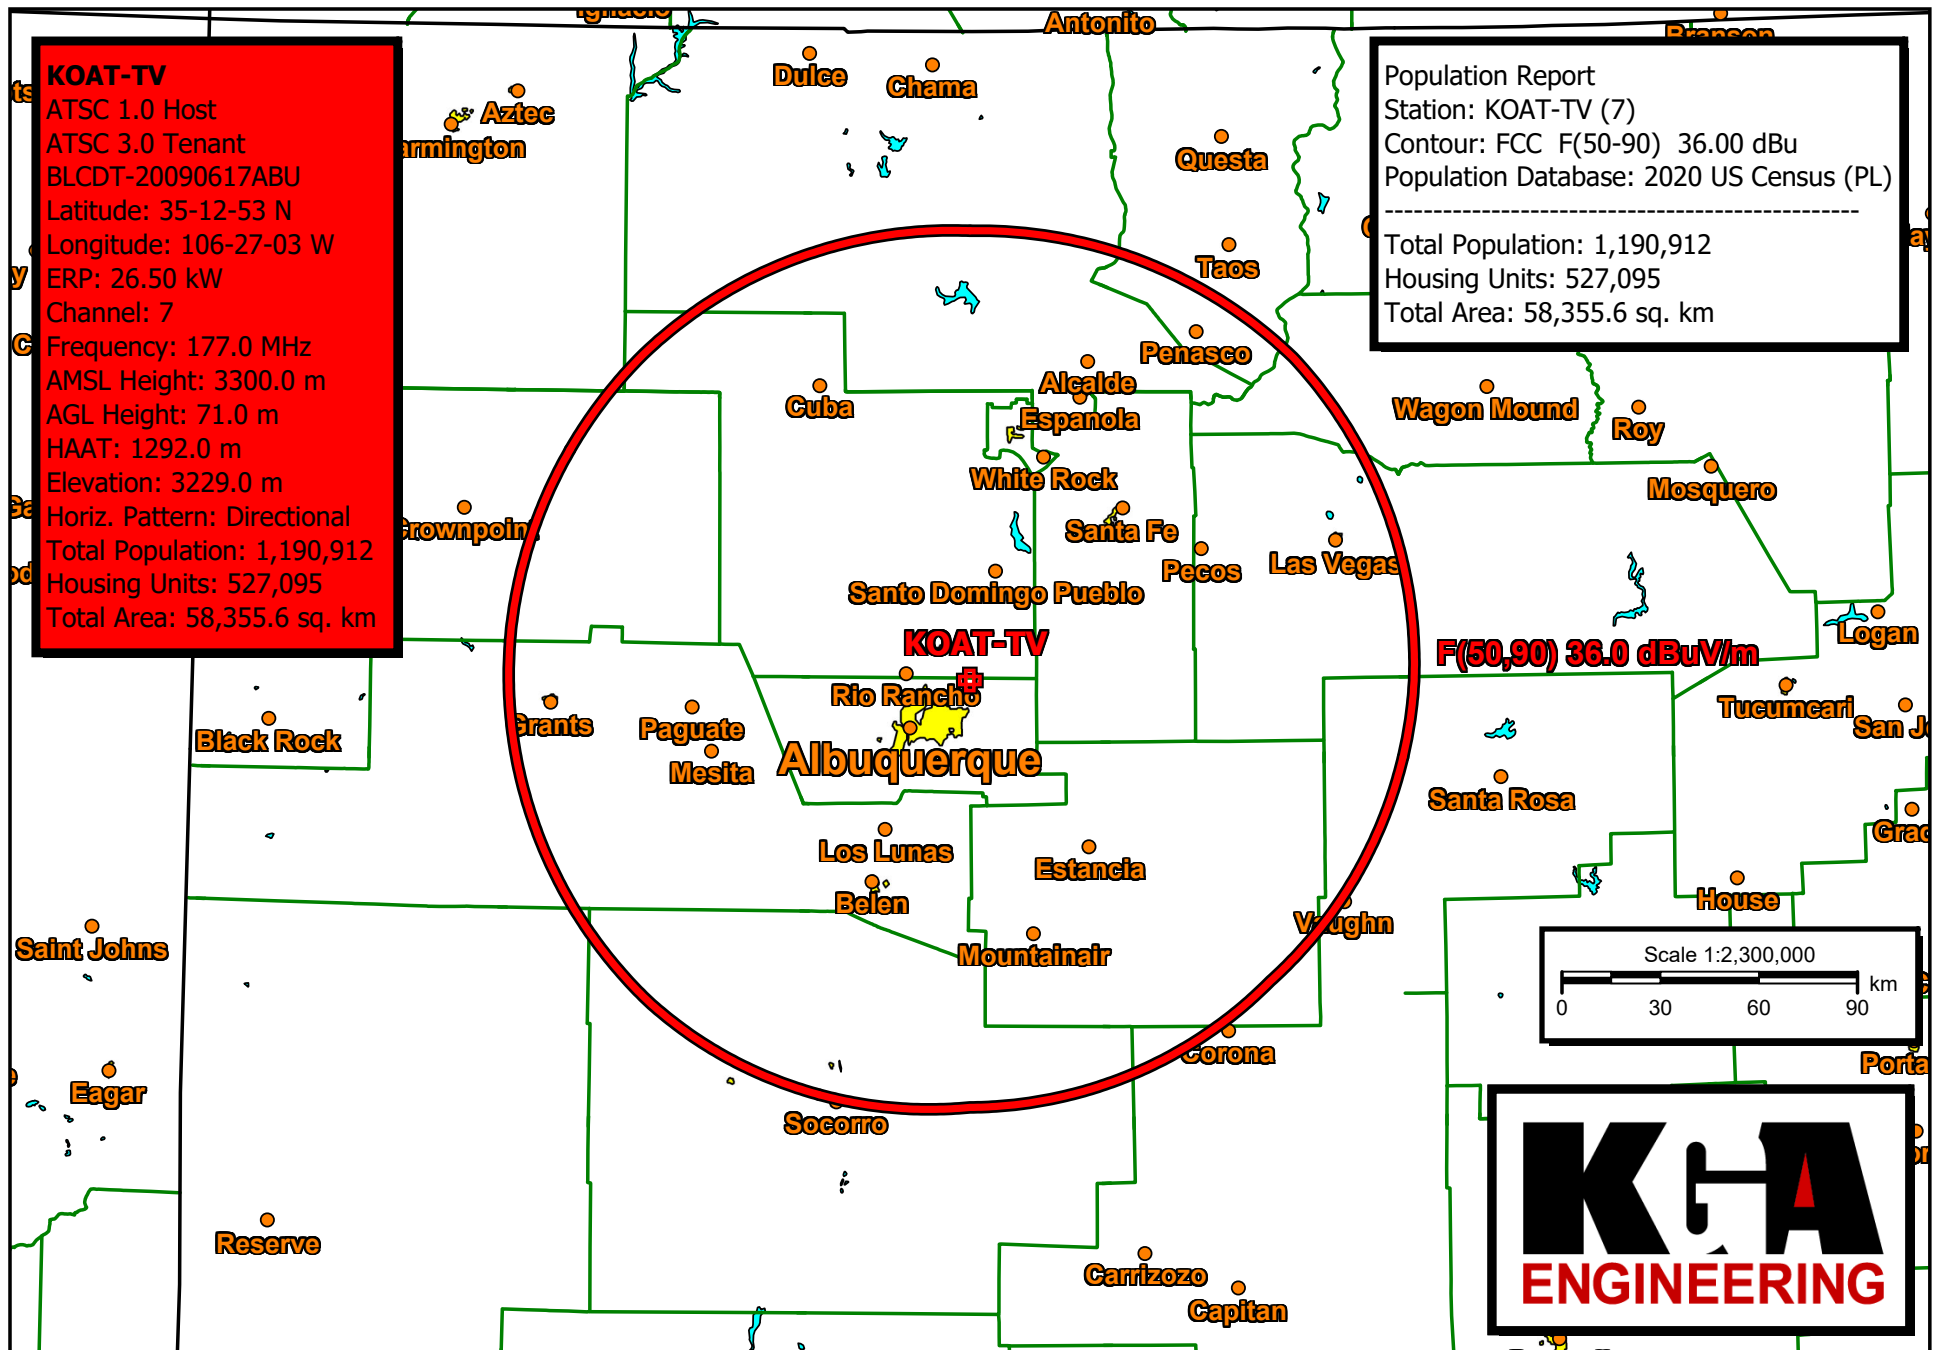 KOAT-TV
ATSC 1.0 Host
ATSC 3.0 Tenant
BLCDT-20090617ABU
Latitude: 35-12-53 N
Longitude: 106-27-03 W
ERP: 26.50 kW
Channel: 7
Frequency: 177.0 MHz
AMSL Height: 3300.0 m
AGL Height: 71.0 m
HAAT: 1292.0 m
Elevation: 3229.0 m
Horiz. Pattern: Directional
Total Population: 1,190,912
Housing Units: 527,095
Total Area: 58,355.6 sq. km
Population Report
Station: KOAT-TV (7)
Contour: FCC F(50-90) 36.00 dBu
Population Database: 2020 US Census (PL)
-------------------------------------------------
Total Population: 1,190,912
Housing Units: 527,095
Total Area: 58,355.6 sq. km
Ignacio
Antonito
Branson
Dulce
Chama
Aztec
armington
Questa
Taos
Penasco
Alcalde
Cuba
Espanola
Wagon Mound
Roy
White Rock
Mosquero
Crownpoin
Santa Fe
Pecos
Las Vegas
Santo Domingo Pueblo
Logan
KOAT-TV
F(50,90) 36.0 dBuV/m
Rio Rancho
Grants
Paguate
Tucumcari
San J
Black Rock
Albuquerque
Mesita
Santa Rosa
Grac
Los Lunas
Estancia
Belen
House
Vaughn
Saint Johns
Mountainair
Scale 1:2,300,000
km
0 30 60 90
Corona
Porta
Eagar
Socorro
Reserve
Carrizozo
Capitan
KGA
ENGINEERING